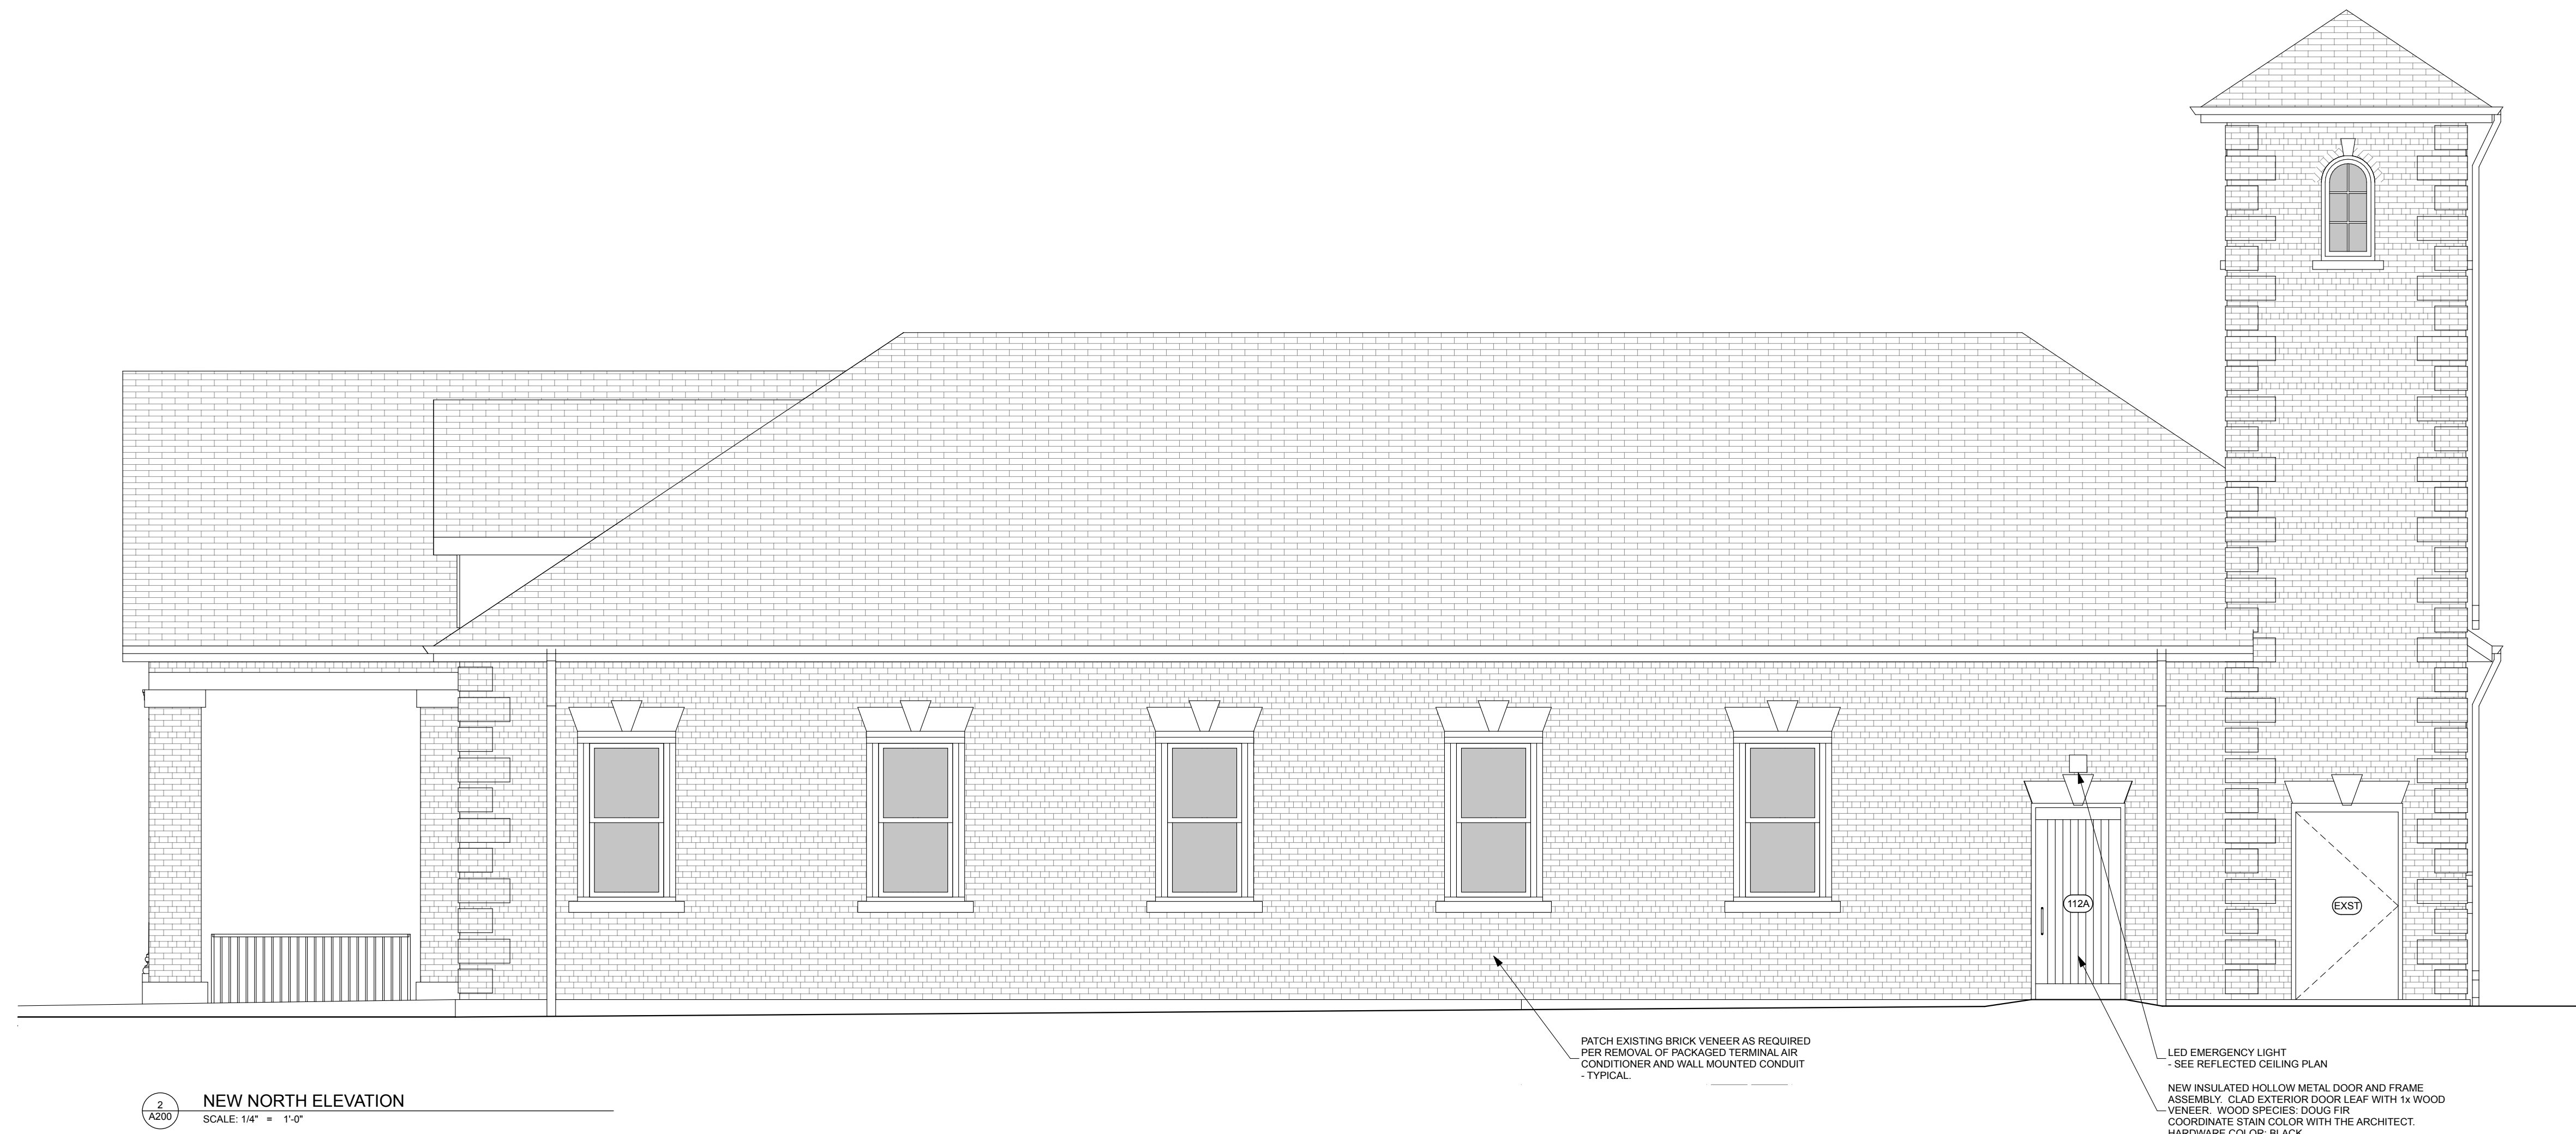 112A
EXST
PATCH EXISTING BRICK VENEER AS REQUIRED
PER REMOVAL OF PACKAGED TERMINAL AIR
CONDITIONER AND WALL MOUNTED CONDUIT
- TYPICAL.
LED EMERGENCY LIGHT
- SEE REFLECTED CEILING PLAN
NEW INSULATED HOLLOW METAL DOOR AND FRAME
ASSEMBLY. CLAD EXTERIOR DOOR LEAF WITH 1x WOOD
VENEER. WOOD SPECIES: DOUG FIR
COORDINATE STAIN COLOR WITH THE ARCHITECT.
HARDWARE COLOR: BLACK
2
A200
NEW NORTH ELEVATION
SCALE: 1/4" = 1'-0"